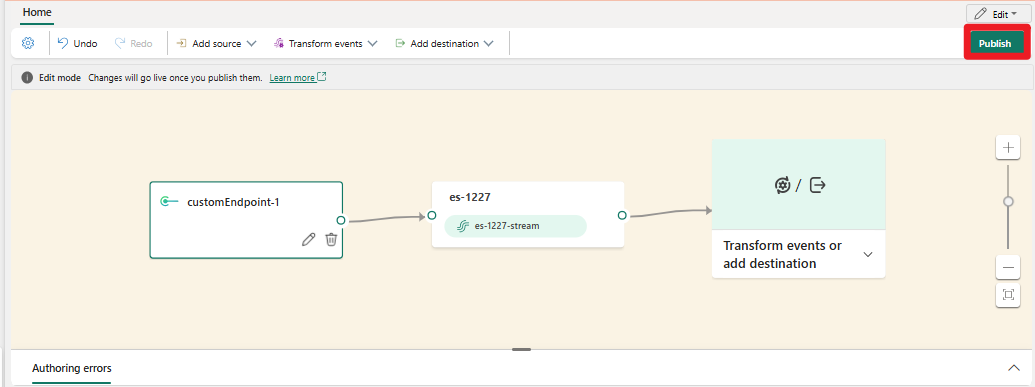 Home
Edit
Undo
Redo
Add source
Transform events
Add destination
Publish
Edit mode Changes will go live once you publish them. Learn more
customEndpoint-1
es-1227
es-1227-stream
/
Transform events or
add destination
Authoring errors